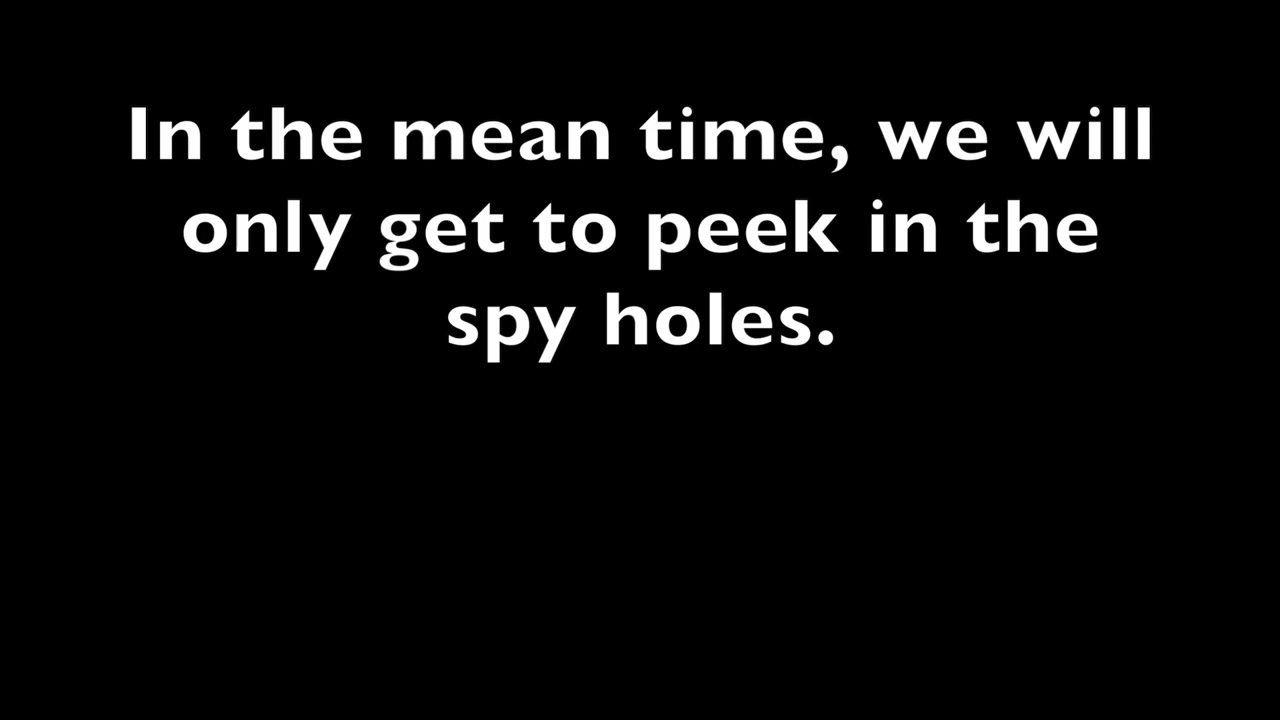 In the mean time, we will
only get to peek in the
spy holes.